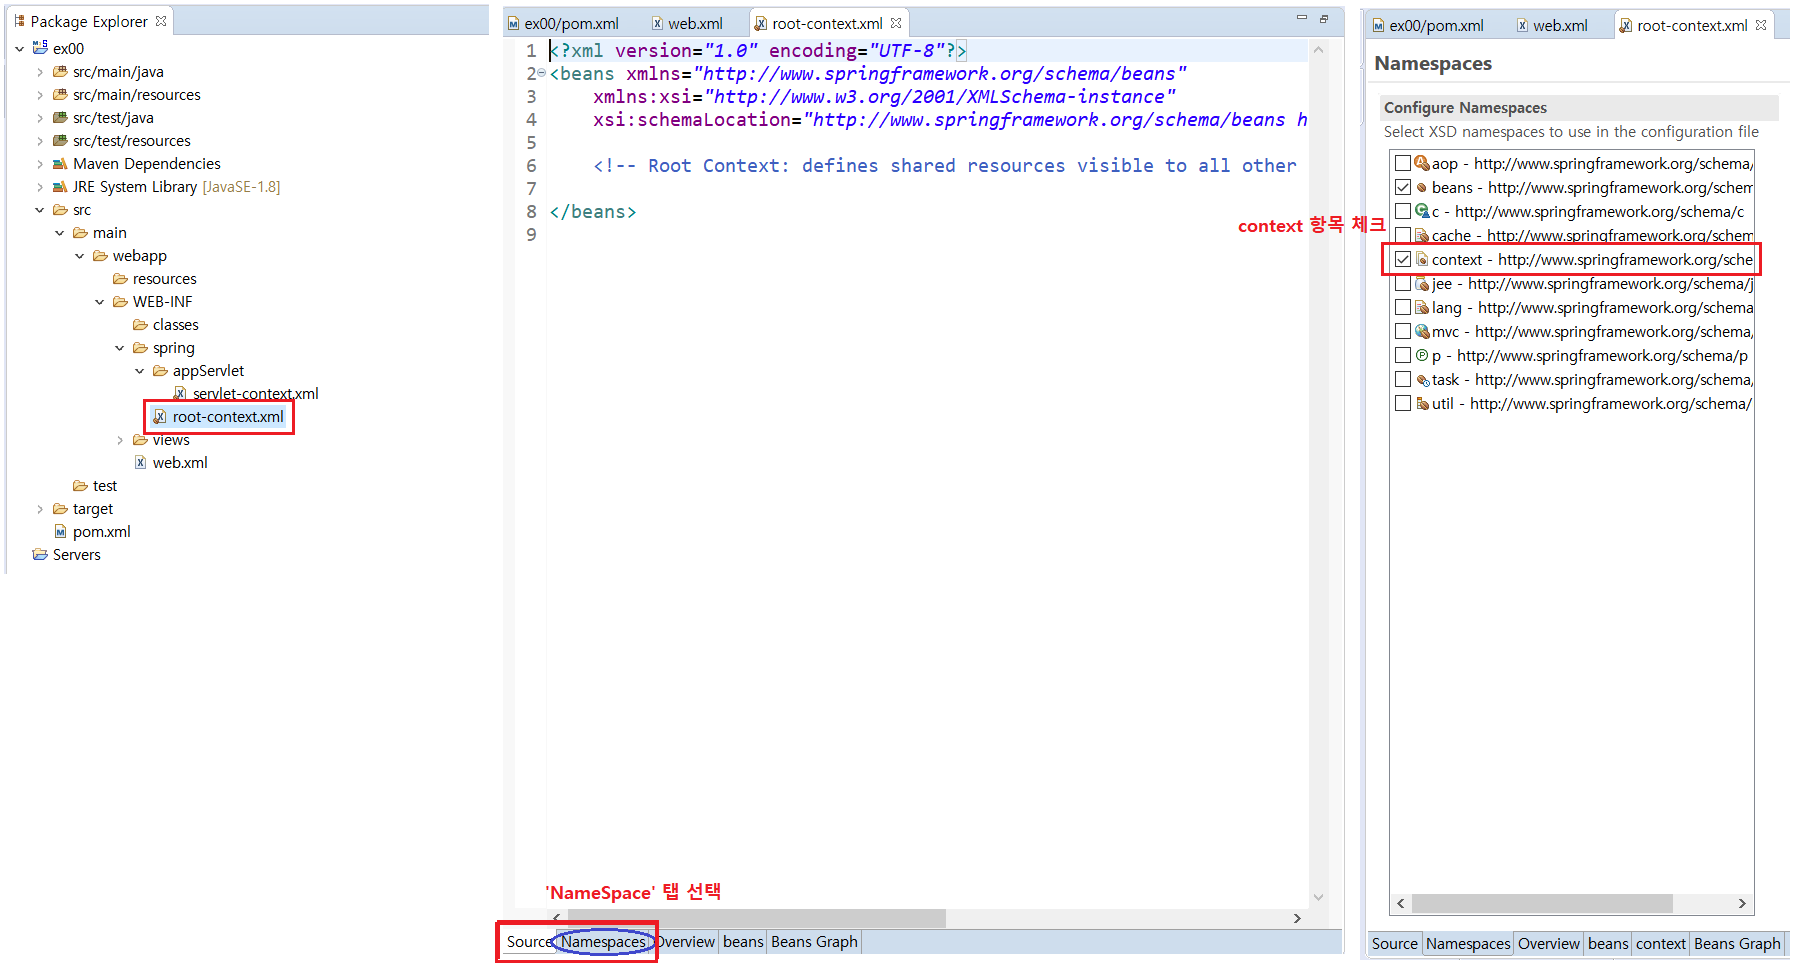 Package Explorer
ex00
src/main/java
src/main/resources
src/test/java
src/test/resources
Maven Dependencies
JRE System Library [JavaSE-1.8]
src
main
webapp
resources
WEB-INF
classes
spring
appServlet
servlet-context.xml
root-context.xml
views
web.xml
test
target
pom.xml
Servers
ex00/pom.xml web.xml root-context.xml
1 <?xml version="1.0" encoding="UTF-8"?>
2 <beans xmlns="http://www.springframework.org/schema/beans"
3 xmlns:xsi="http://www.w3.org/2001/XMLSchema-instance"
4 xsi:schemaLocation="http://www.springframework.org/schema/beans h
5
6 <!-- Root Context: defines shared resources visible to all other
7
8 </beans>
9
'NameSpace' 탭 선택
Source Namespaces Overview beans Beans Graph
context 항목 체크
ex00/pom.xml web.xml root-context.xml
Namespaces
Configure Namespaces
Select XSD namespaces to use in the configuration file
aop - http://www.springframework.org/schema/
beans - http://www.springframework.org/schem
c - http://www.springframework.org/schema/c
cache - http://www.springframework.org/schem
context - http://www.springframework.org/sche
jee - http://www.springframework.org/schema/j
lang - http://www.springframework.org/schema
mvc - http://www.springframework.org/schema/
p - http://www.springframework.org/schema/p
task - http://www.springframework.org/schema/
util - http://www.springframework.org/schema/
Source Namespaces Overview beans context Beans Graph